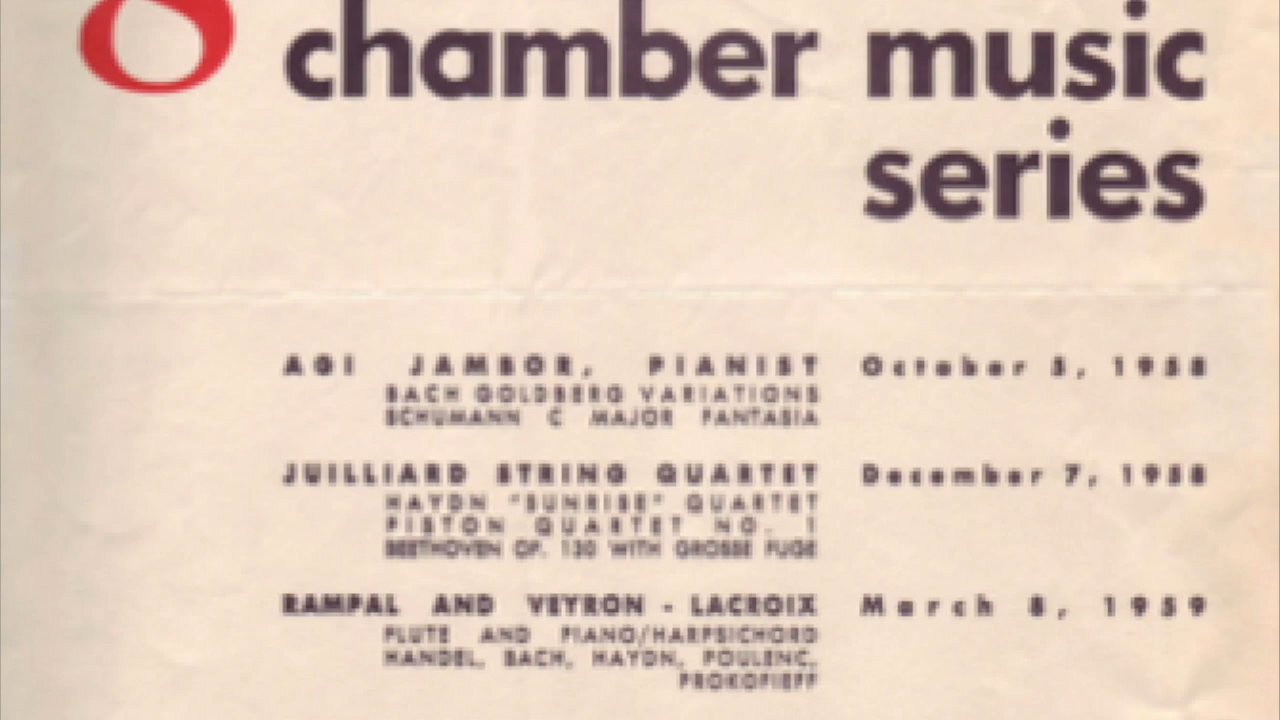 chamber music
series
AGI JAMBOR, PIANIST October 5, 1958
BACH GOLDBERG VARIATIONS
SCHUMANN C MAJOR FANTASIA
JUILLIARD STRING QUARTET December 7, 1958
HAYDN "SUNRISE" QUARTET
PISTON QUARTET NO. 1
BEETHOVEN OP. 130 WITH GROSSE FUGE
RAMPAL AND VEYRON - LACROIX March 8, 1959
FLUTE AND PIANO/HARPSICHORD
HANDEL, BACH, HAYDN, POULENC,
PROKOFIEFF